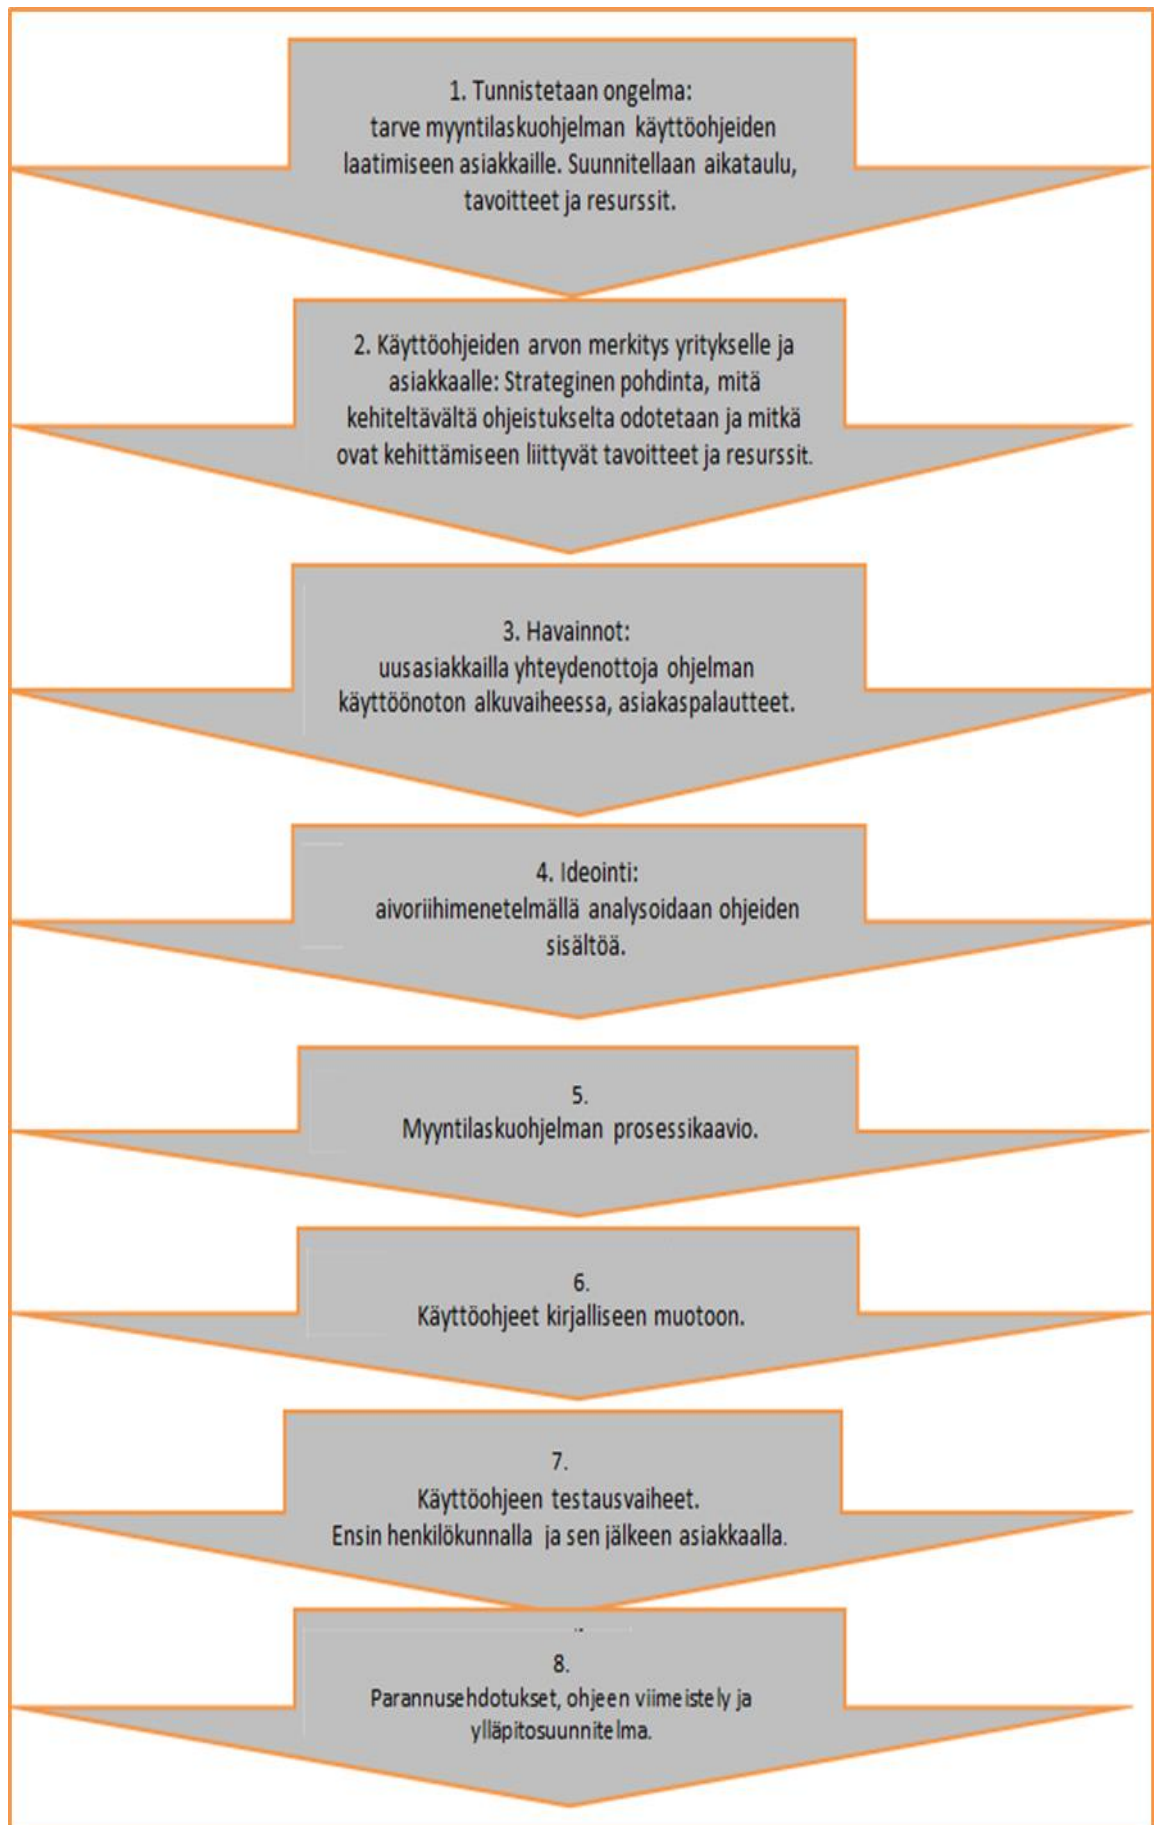 1. Tunnistetaan ongelma:
tarve myyntilaskuohjelman käyttöohjeiden
laatimiseen asiakkaille. Suunnitellaan aikataulu,
tavoitteet ja resurssit.
2. Käyttöohjeiden arvon merkitys yritykselle ja
asiakkaalle: Strateginen pohdinta, mitä
kehiteltävältä ohjeistukselta odotetaan ja mitkä
ovat kehittämiseen liittyvät tavoitteet ja resurssit.
3. Havainnot:
uusasiakkailla yhteydenottoja ohjelman
käyttöönoton alkuvaiheessa, asiakaspalautteet.
4. Ideointi:
aivoriihimenetelmällä analysoidaan ohjeiden
sisältöä.
5.
Myyntilaskuohjelman prosessikaavio.
6.
Käyttöohjeet kirjalliseen muotoon.
7.
Käyttöohjeen testausvaiheet.
Ensin henkilökunnalla ja sen jälkeen asiakkaalla.
8.
Parannusehdotukset, ohjeen viimeistely ja
ylläpitosuunnitelma.